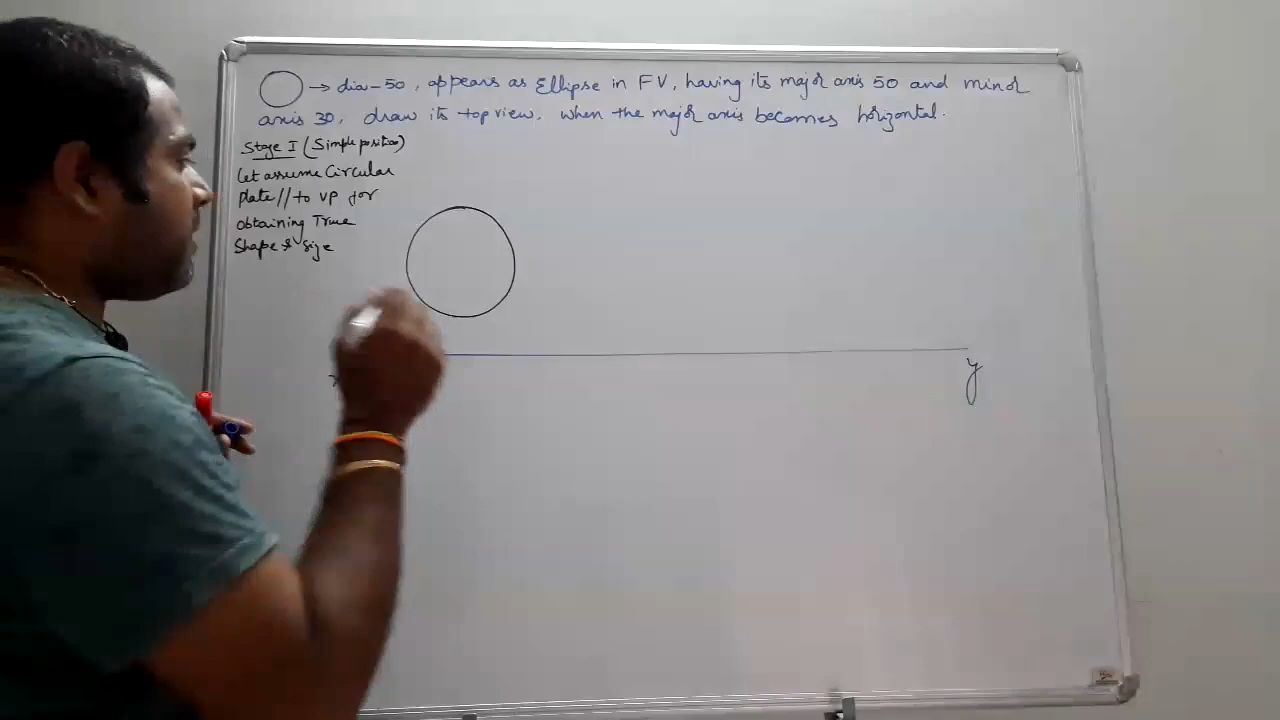 → dia-50, appears as Ellipse in FV, having its major axis 50 and minor
axis 30, draw its top view, when the major axis becomes horizontal.
Stage I (Simple position)
Let assume Circular
plate // to VP for
obtaining True
Shape & Size
x
y